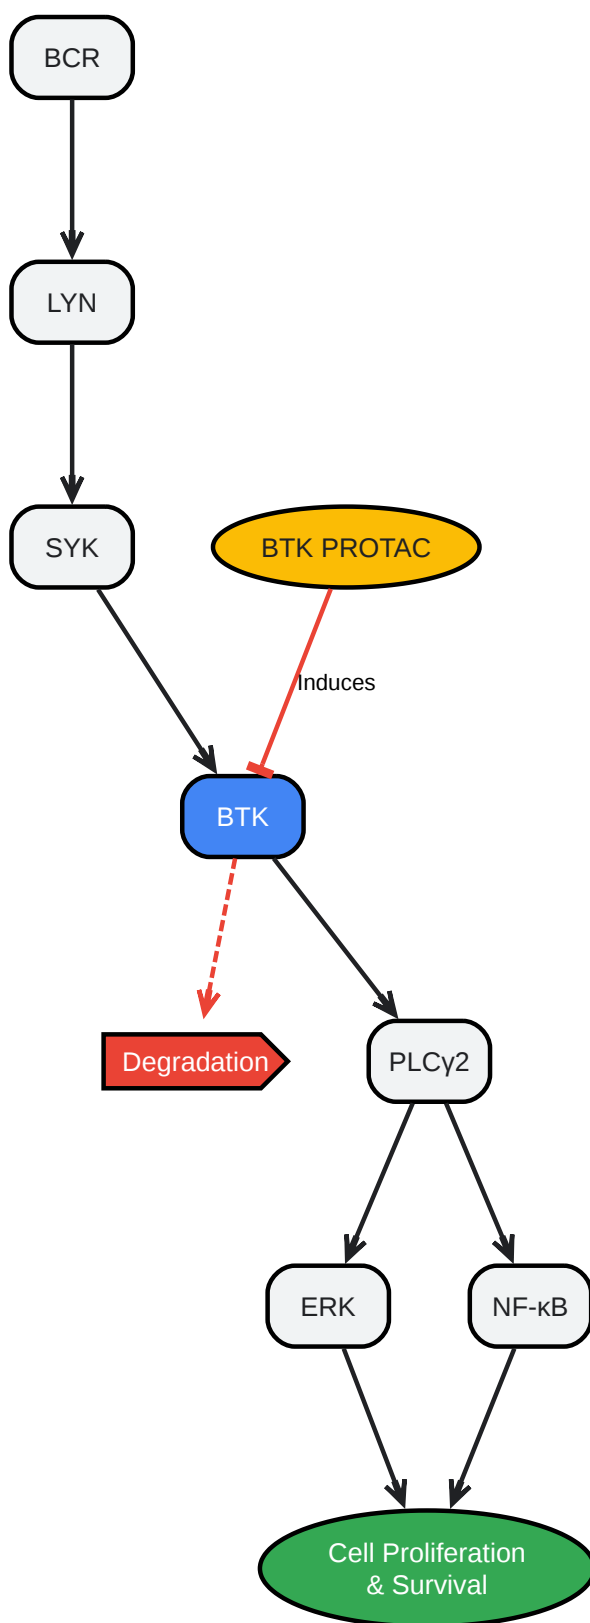 BCR
LYN
SYK
BTK PROTAC
Induces
BTK
Degradation
PLCγ2
ERK
NF-κB
Cell Proliferation
& Survival